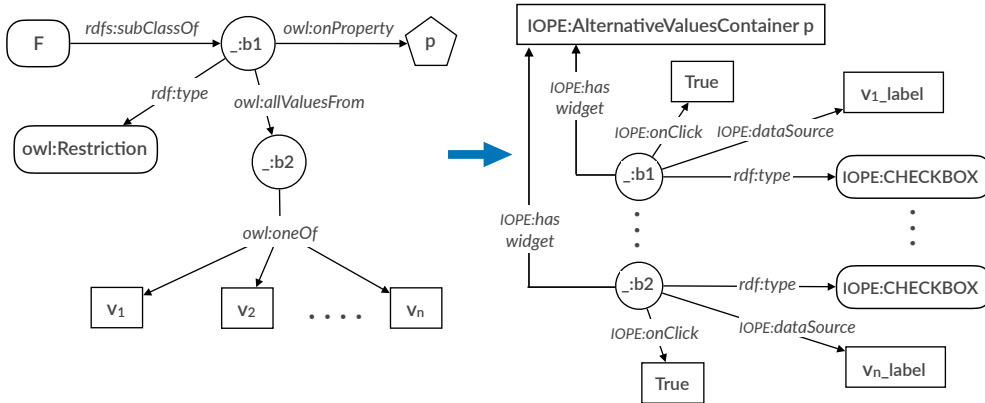 F
rdfs:subClassOf
_:b1
owl:onProperty
p
rdf:type
owl:allValuesFrom
owl:Restriction
_:b2
owl:oneOf
v1
v2
. . . .
vn
IOPE:AlternativeValuesContainer p
IOPE:has
widget
True
v1_label
IOPE:onClick
IOPE:dataSource
_:b1
rdf:type
IOPE:CHECKBOX
IOPE:has
widget
_:b2
rdf:type
IOPE:CHECKBOX
IOPE:onClick
IOPE:dataSource
True
vn_label